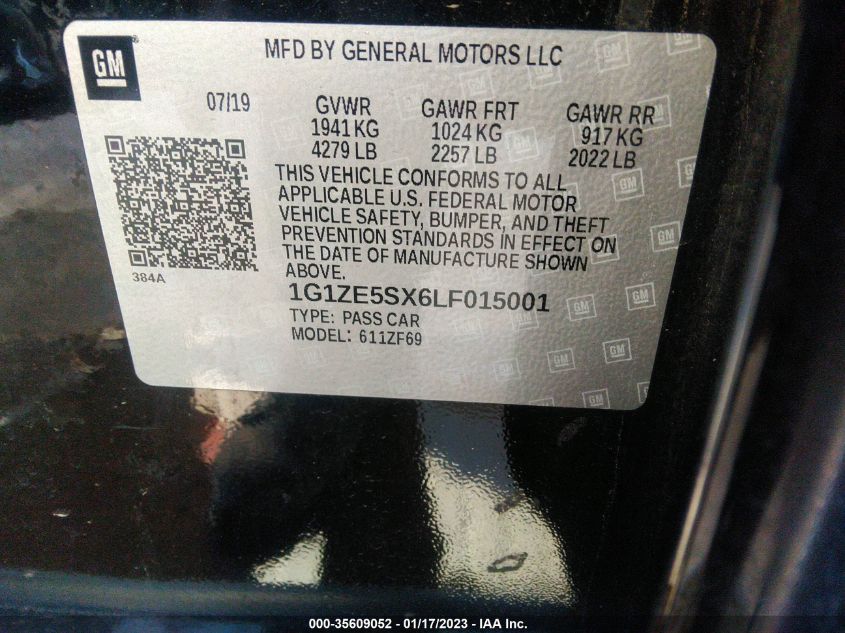 GM
MFD BY GENERAL MOTORS LLC
07/19 GVWR GAWR FRT GAWR RR
1941 KG 1024 KG 917 KG
4279 LB 2257 LB 2022 LB
THIS VEHICLE CONFORMS TO ALL
APPLICABLE U.S. FEDERAL MOTOR
VEHICLE SAFETY, BUMPER, AND THEFT
PREVENTION STANDARDS IN EFFECT ON
THE DATE OF MANUFACTURE SHOWN
ABOVE.
384A
1G1ZE5SX6LF015001
TYPE: PASS CAR
MODEL: 611ZF69
000-35609052 - 01/17/2023 - IAA Inc.